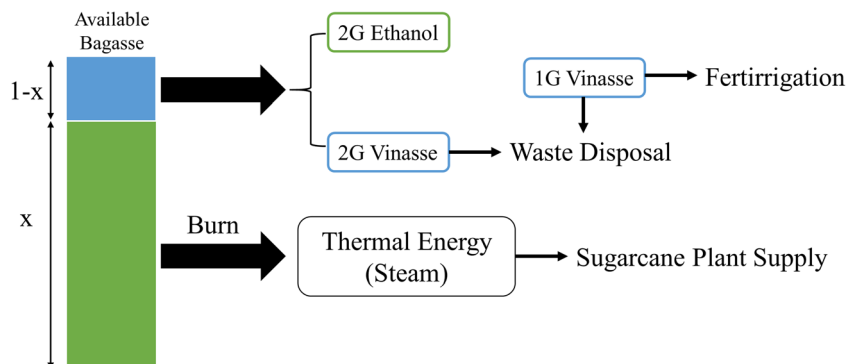 Available
Bagasse
1-x
x
2G Ethanol
2G Vinasse
1G Vinasse
Fertirrigation
Waste Disposal
Burn
Thermal Energy
(Steam)
Sugarcane Plant Supply